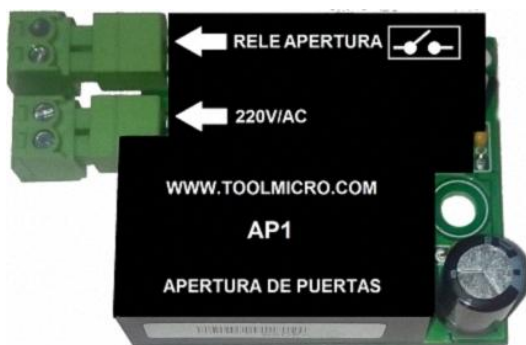 RELE APERTURA
220V/AC
WWW.TOOLMICRO.COM
AP1
APERTURA DE PUERTAS